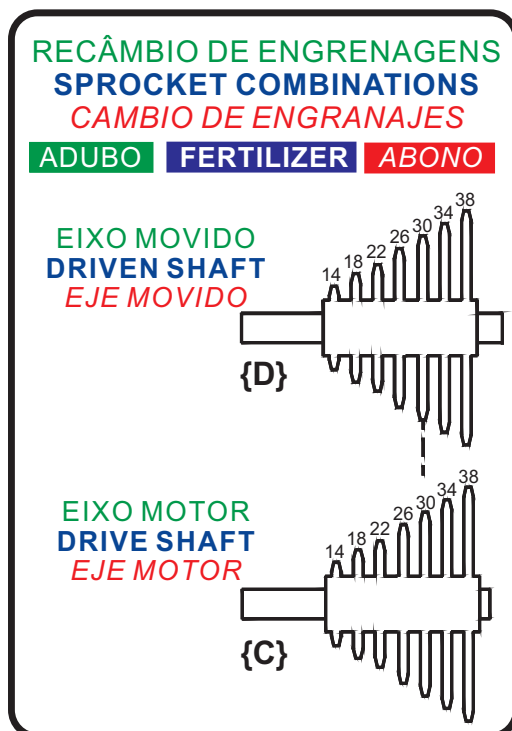 RECÂMBIO DE ENGRENAGENS
SPROCKET COMBINATIONS
CAMBIO DE ENGRANAJES
ADUBO FERTILIZER ABONO
EIXO MOVIDO
DRIVEN SHAFT
EJE MOVIDO
14 18 22 26 30 34 38
{D}
EIXO MOTOR
DRIVE SHAFT
EJE MOTOR
14 18 22 26 30 34 38
{C}